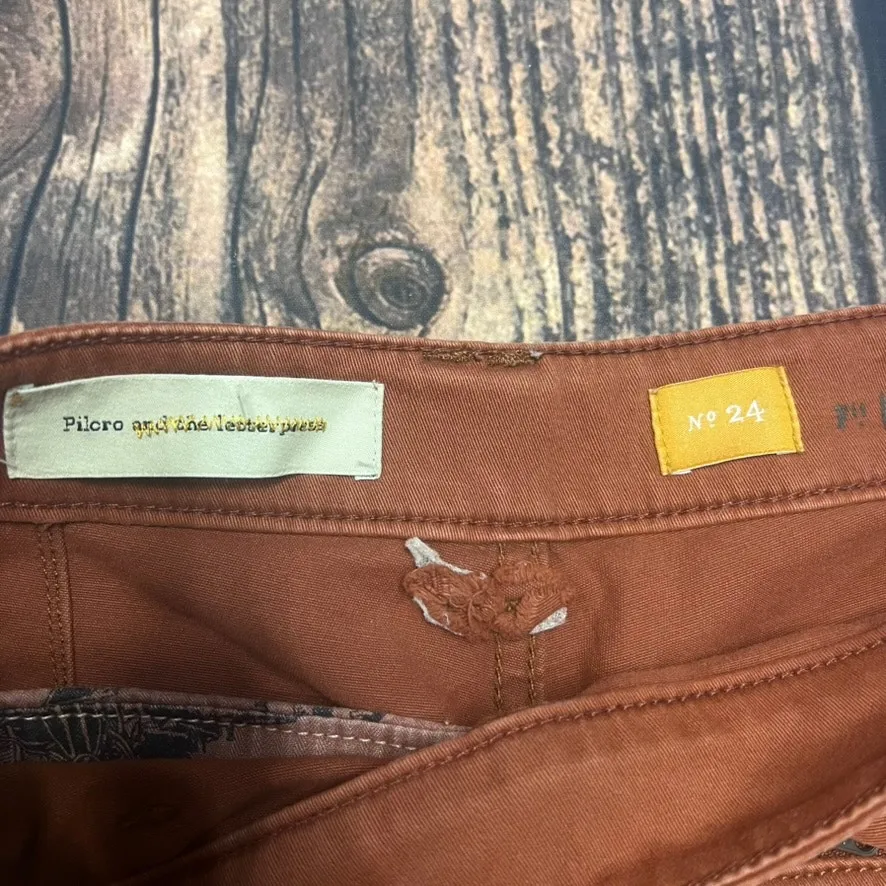 Pilcro and the letterpress
Nº 24